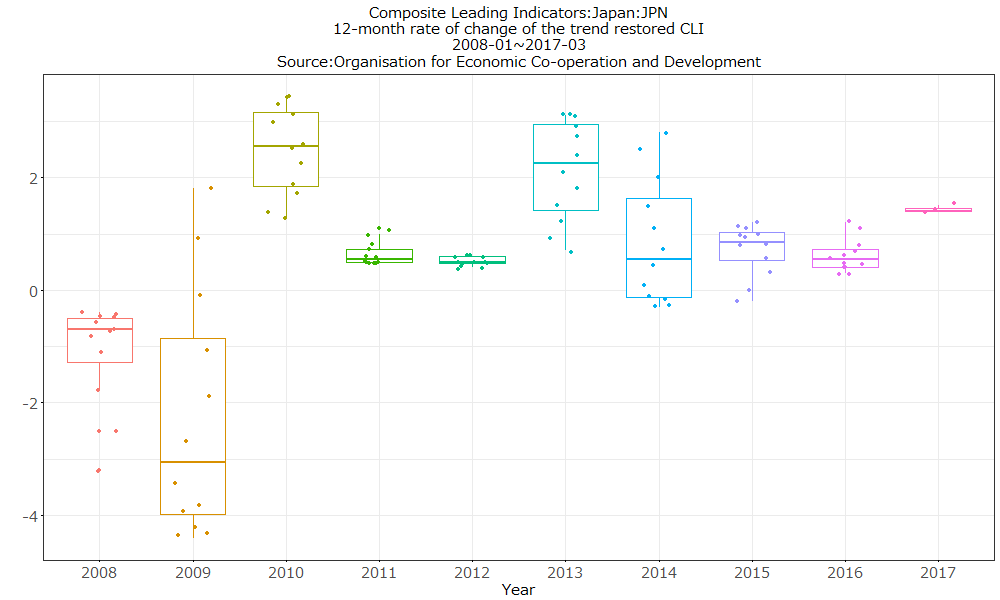 Composite Leading Indicators:Japan:JPN
12-month rate of change of the trend restored CLI
2008-01~2017-03
Source:Organisation for Economic Co-operation and Development
2
0
-2
-4
2008 2009 2010 2011 2012 2013 2014 2015 2016 2017
Year